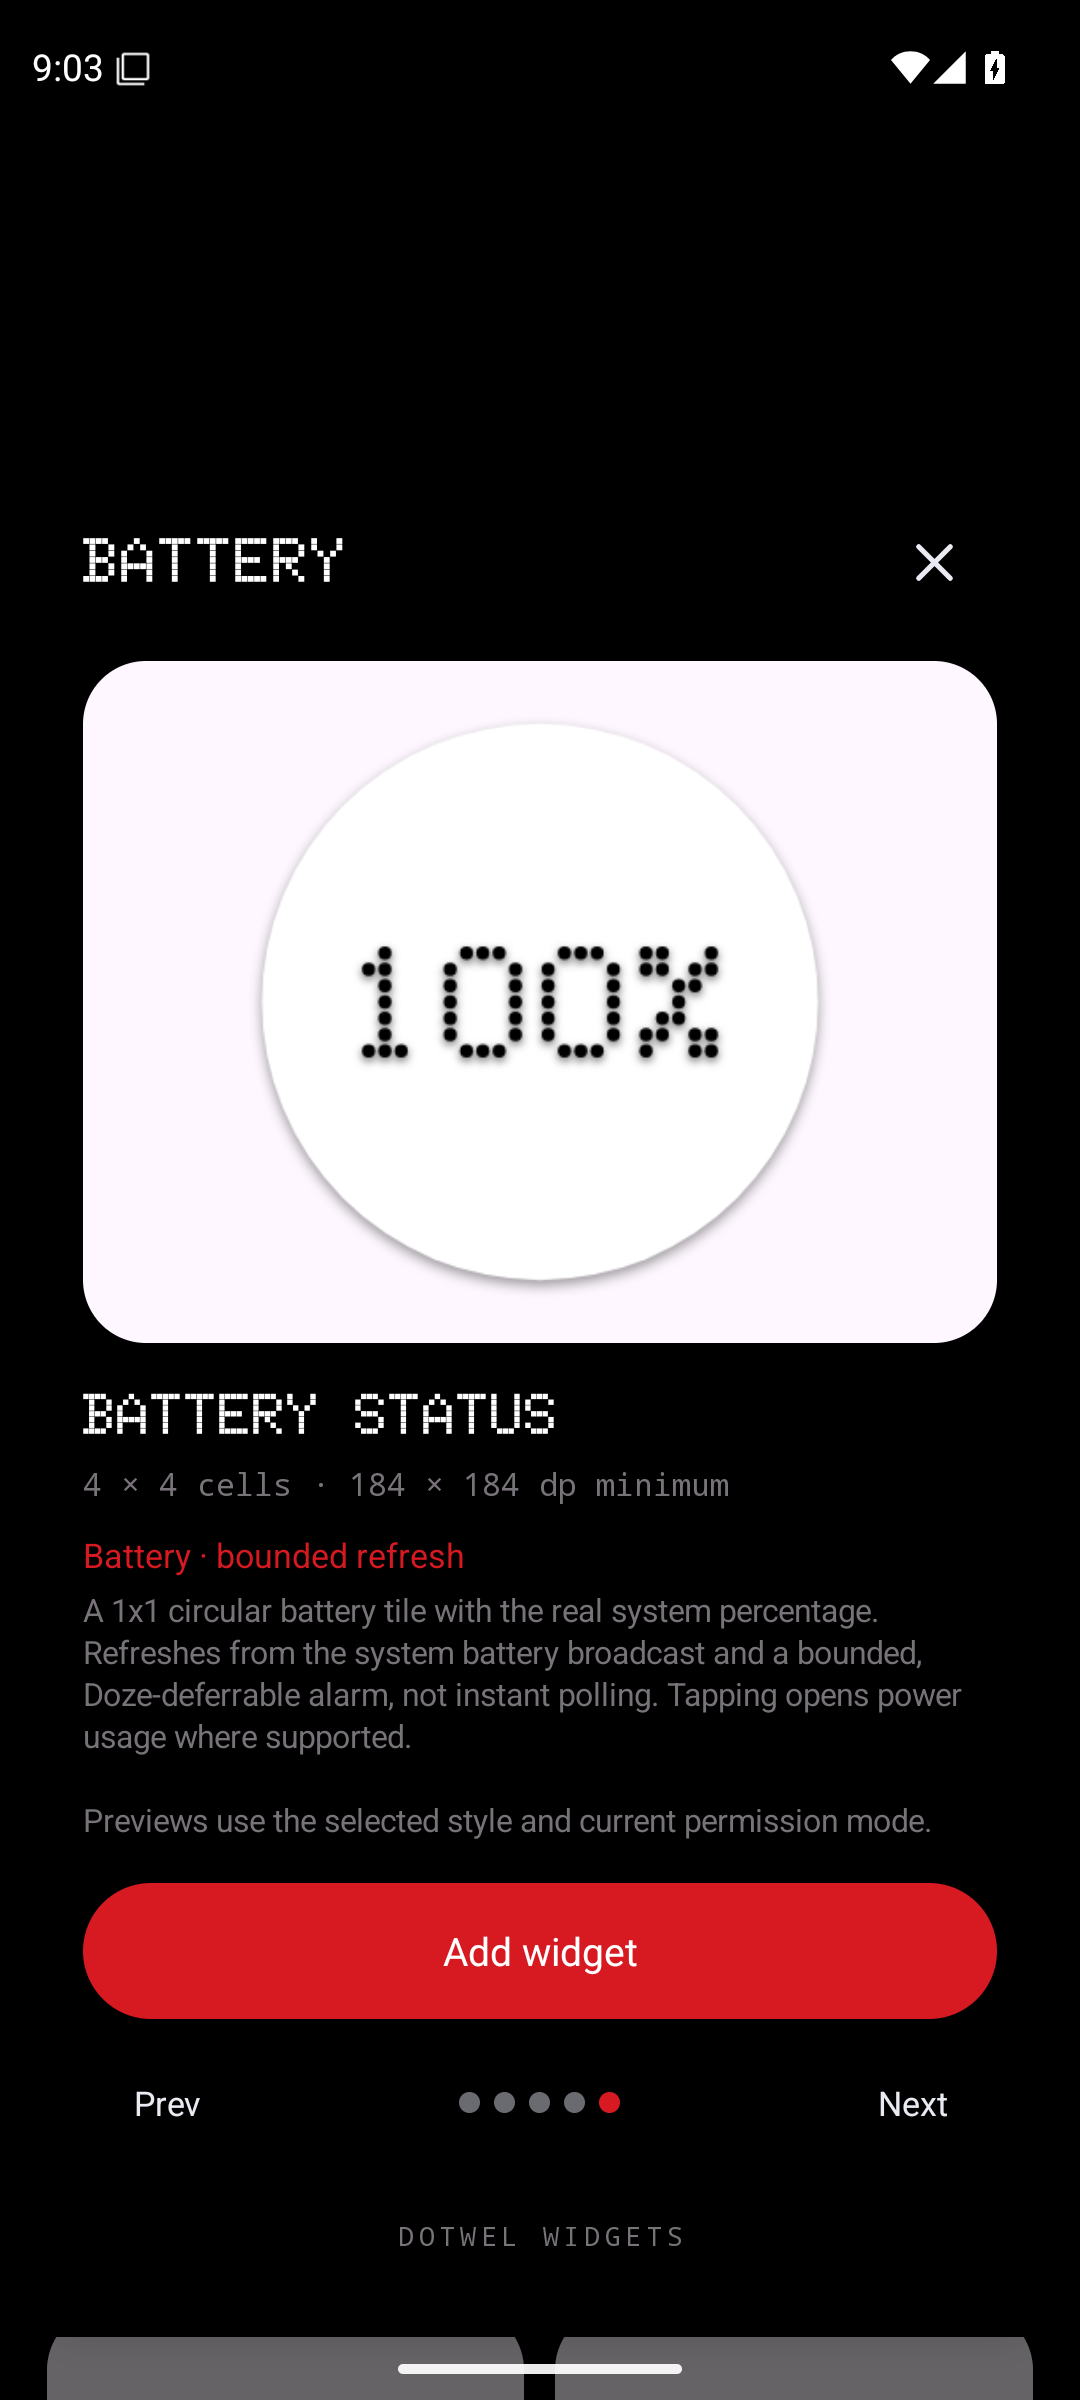 9:03
BATTERY
100%
BATTERY STATUS
4 × 4 cells · 184 × 184 dp minimum
Battery · bounded refresh
A 1x1 circular battery tile with the real system percentage.
Refreshes from the system battery broadcast and a bounded,
Doze-deferrable alarm, not instant polling. Tapping opens power
usage where supported.
Previews use the selected style and current permission mode.
Add widget
Prev
Next
DOTWEL WIDGETS